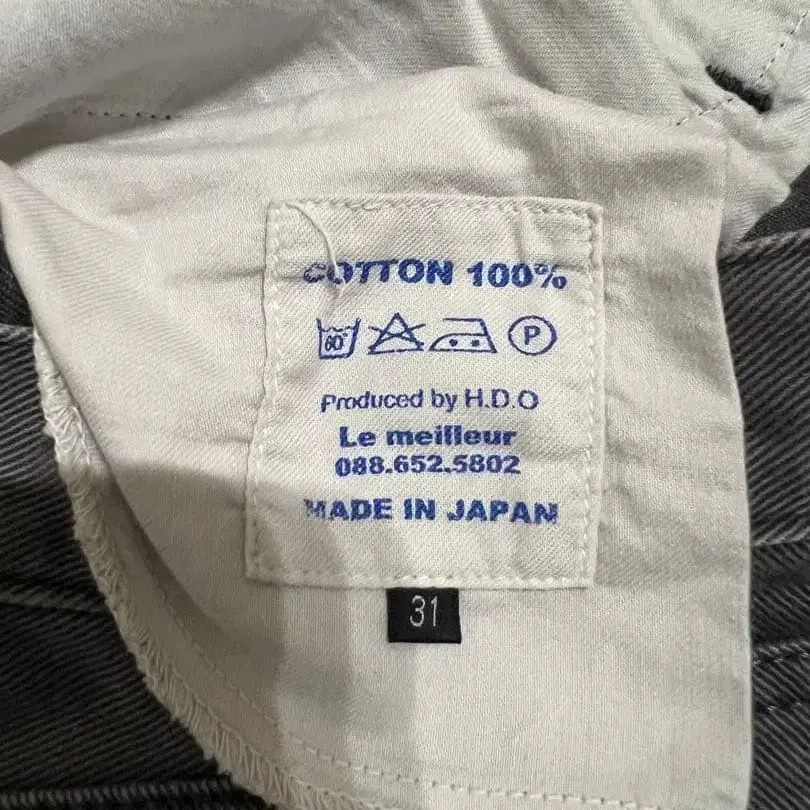 COTTON 100%
60° P
Produced by H.D.O
Le meilleur
088.652.5802
MADE IN JAPAN
31